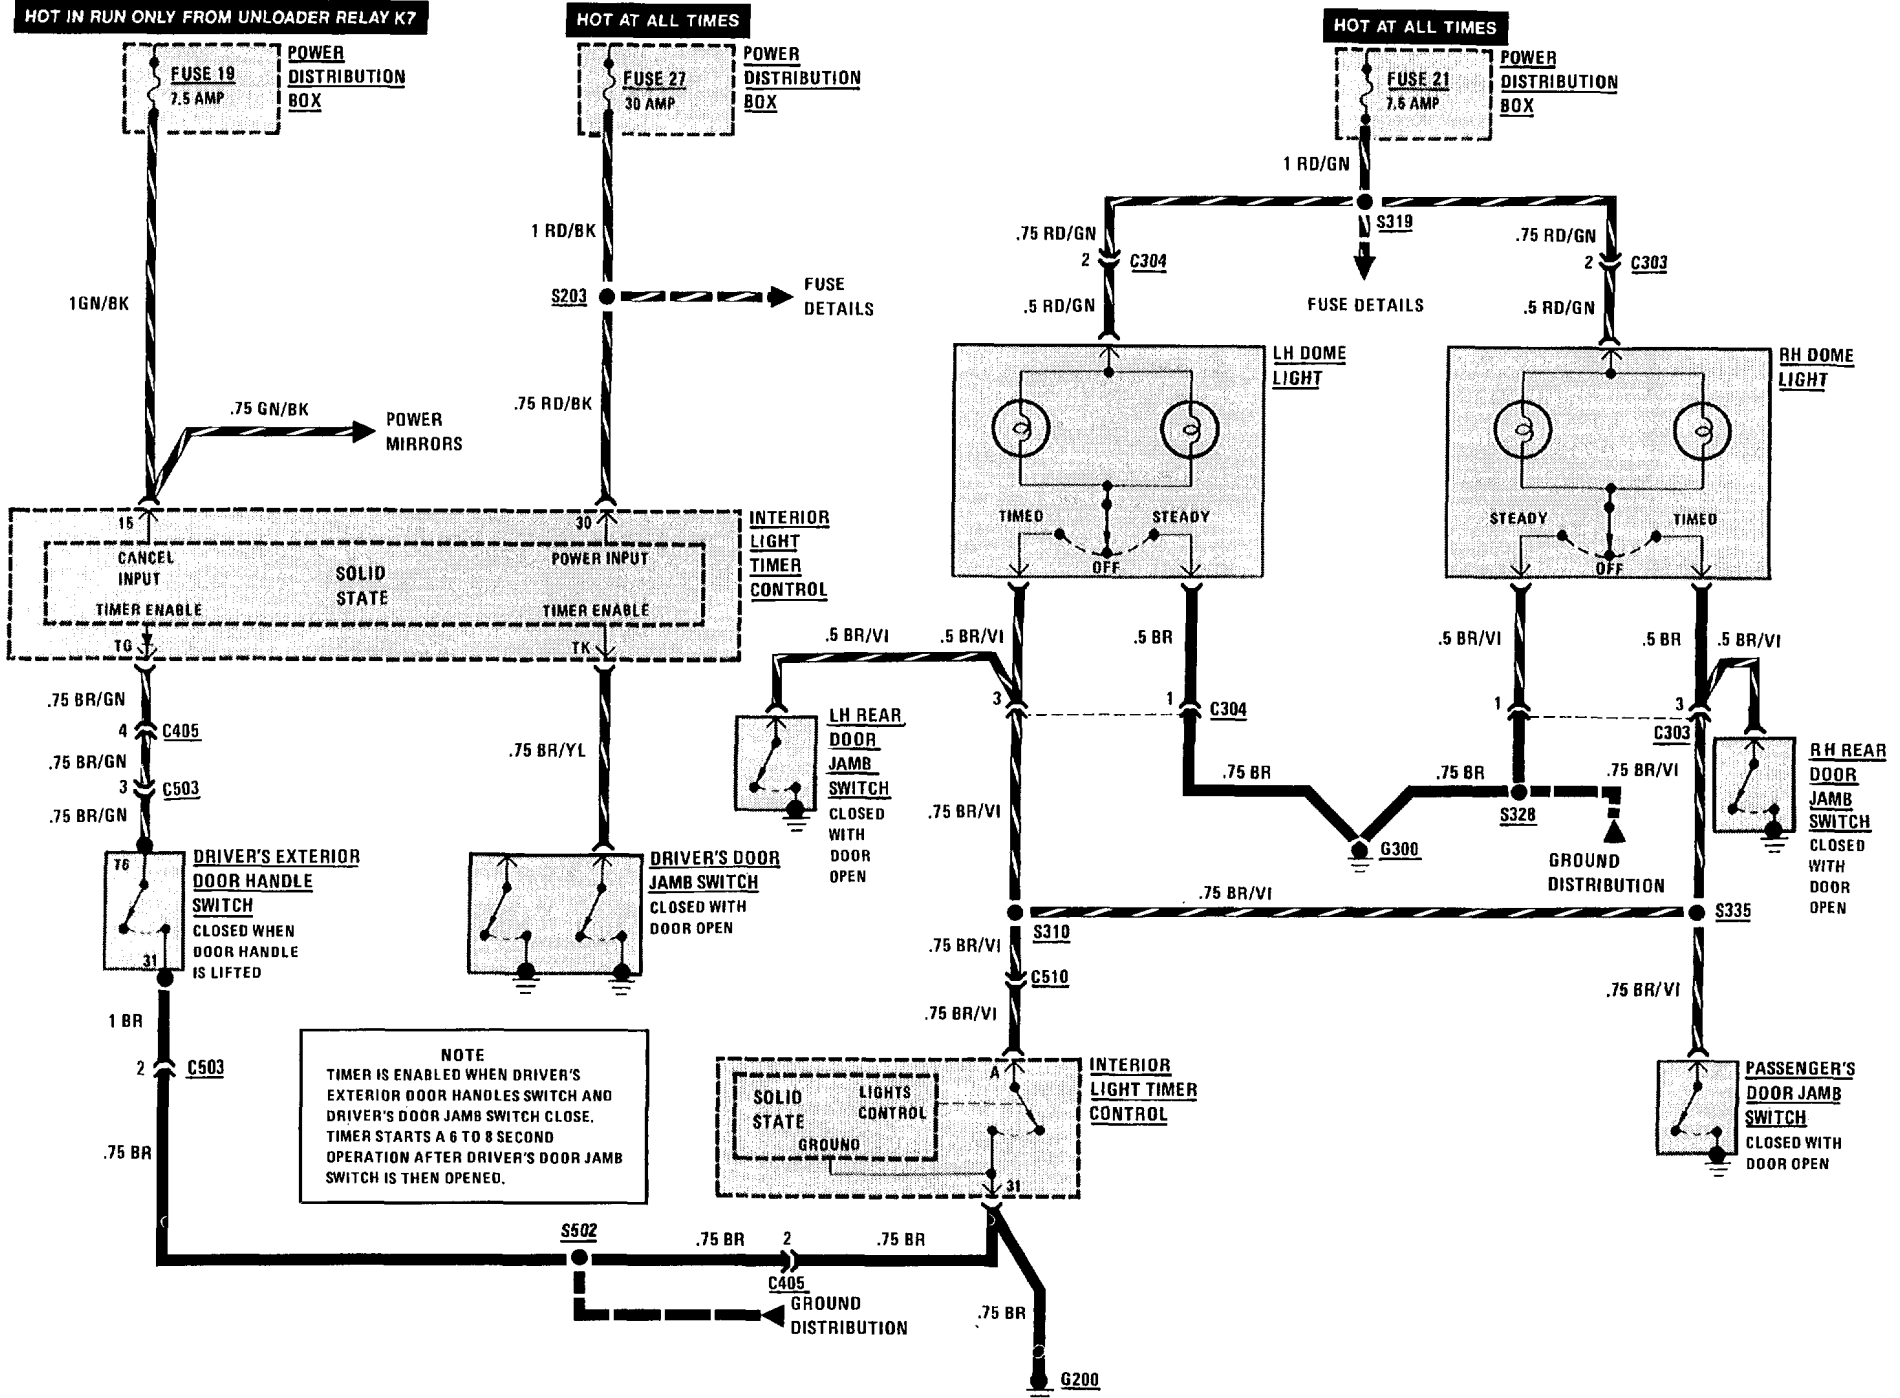 HOT IN RUN ONLY FROM UNLOADER RELAY K7
HOT AT ALL TIMES
HOT AT ALL TIMES
FUSE 19
7.5 AMP
POWER
DISTRIBUTION
BOX
FUSE 27
30 AMP
POWER
DISTRIBUTION
BOX
FUSE 21
7.5 AMP
POWER
DISTRIBUTION
BOX
1 RD/GN
S319
.75 RD/GN
2
C304
.5 RD/GN
.75 RD/GN
2
C303
.5 RD/GN
FUSE DETAILS
1 RD/BK
S203
FUSE
DETAILS
1GN/BK
.75 RD/BK
.75 GN/BK
POWER
MIRRORS
LH DOME
LIGHT
TIMED
STEADY
OFF
RH DOME
LIGHT
STEADY
TIMED
OFF
15
30
CANCEL
INPUT
POWER INPUT
SOLID
STATE
TIMER ENABLE
TIMER ENABLE
TG
TK
INTERIOR
LIGHT
TIMER
CONTROL
.75 BR/GN
4
C405
.75 BR/GN
3
C503
.75 BR/GN
.75 BR/YL
.5 BR/VI
.5 BR/VI
.5 BR
3
1
C304
.5 BR/VI
.5 BR
.5 BR/VI
1
3
C303
LH REAR
DOOR
JAMB
SWITCH
CLOSED
WITH
DOOR
OPEN
.75 BR
.75 BR
.75 BR/VI
.75 BR/VI
S328
G300
GROUND
DISTRIBUTION
RH REAR
DOOR
JAMB
SWITCH
CLOSED
WITH
DOOR
OPEN
T6
31
DRIVER'S EXTERIOR
DOOR HANDLE
SWITCH
CLOSED WHEN
DOOR HANDLE
IS LIFTED
DRIVER'S DOOR
JAMB SWITCH
CLOSED WITH
DOOR OPEN
.75 BR/VI
S310
S335
.75 BR/VI
C510
.75 BR/VI
.75 BR/VI
1 BR
2
C503
.75 BR
NOTE
TIMER IS ENABLED WHEN DRIVER'S
EXTERIOR DOOR HANDLES SWITCH AND
DRIVER'S DOOR JAMB SWITCH CLOSE.
TIMER STARTS A 6 TO 8 SECOND
OPERATION AFTER DRIVER'S DOOR JAMB
SWITCH IS THEN OPENED.
A
SOLID
STATE
LIGHTS
CONTROL
GROUND
31
INTERIOR
LIGHT TIMER
CONTROL
PASSENGER'S
DOOR JAMB
SWITCH
CLOSED WITH
DOOR OPEN
S502
.75 BR
2
C405
.75 BR
GROUND
DISTRIBUTION
.75 BR
G200